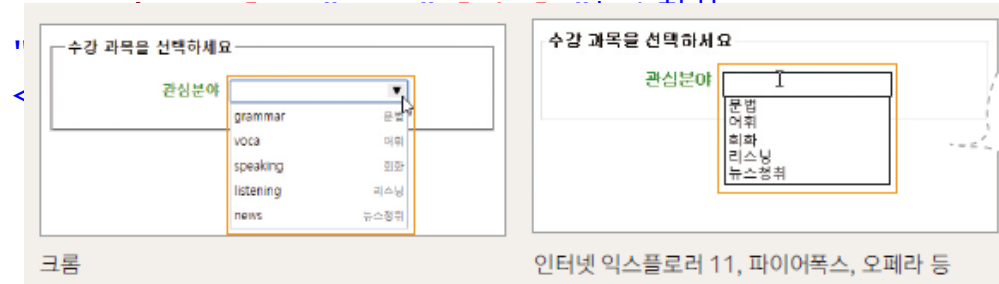 수강 과목을 선택하세요
관심분야
grammar 문법
voca 어휘
speaking 회화
listening 리스닝
news 뉴스청취
크롬
수강 과목을 선택하세요
관심분야
문법
어휘
회화
리스닝
뉴스청취
인터넷 익스플로러 11, 파이어폭스, 오페라 등